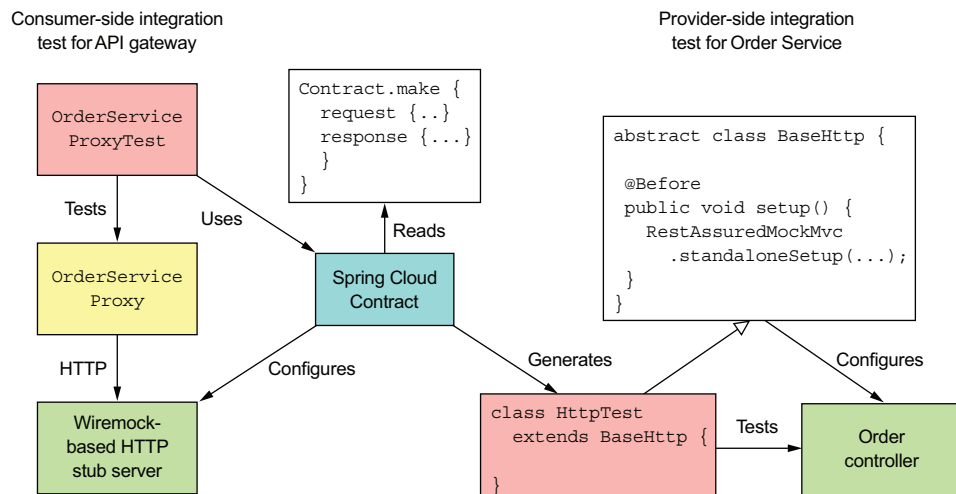 Consumer-side integration
test for API gateway
Provider-side integration
test for Order Service
OrderService
ProxyTest
Contract.make {
  request {..}
  response {...}
  }
}
abstract class BaseHttp {
 @Before
 public void setup() {
   RestAssuredMockMvc
     .standaloneSetup(...);
 }
}
Tests
Uses
Reads
OrderService
Proxy
Spring Cloud
Contract
HTTP
Configures
Generates
Configures
Wiremock-
based HTTP
stub server
class HttpTest
  extends BaseHttp {
}
Tests
Order
controller